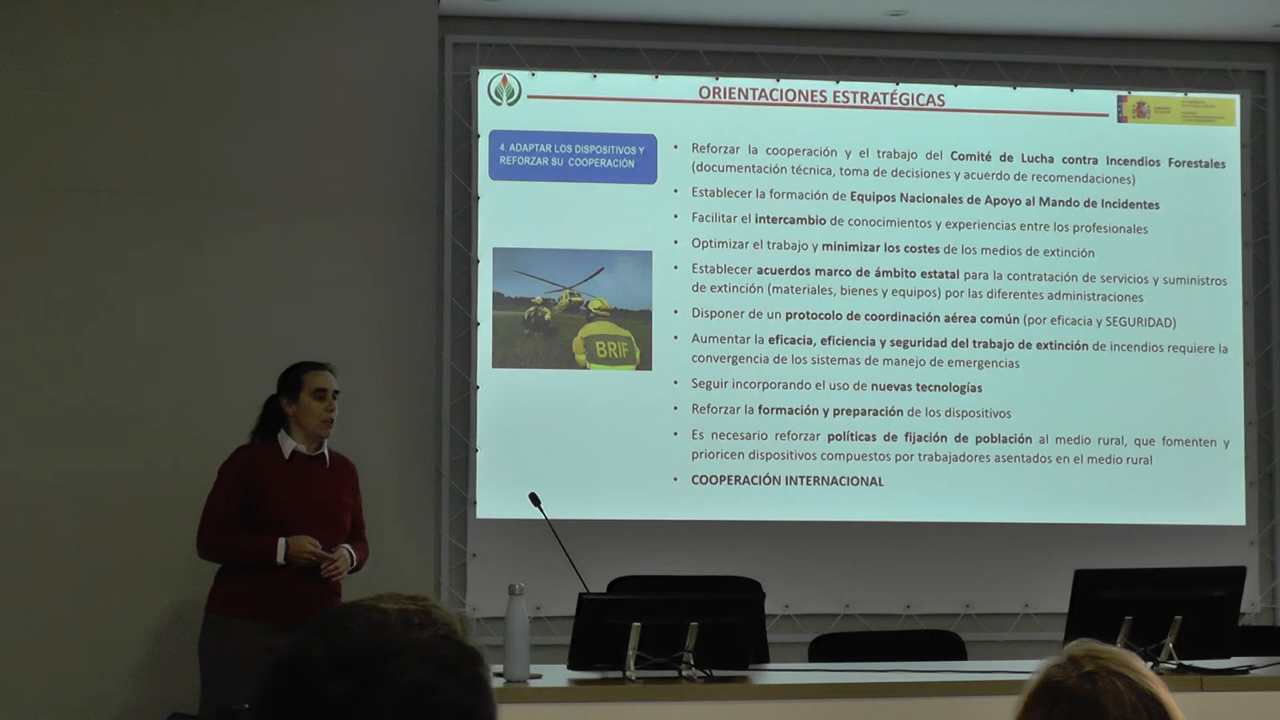 ORIENTACIONES ESTRATÉGICAS
4. ADAPTAR LOS DISPOSITIVOS Y
REFORZAR SU COOPERACIÓN
• Reforzar la cooperación y el trabajo del Comité de Lucha contra Incendios Forestales
(documentación técnica, toma de decisiones y acuerdo de recomendaciones)
• Establecer la formación de Equipos Nacionales de Apoyo al Mando de Incidentes
• Facilitar el intercambio de conocimientos y experiencias entre los profesionales
• Optimizar el trabajo y minimizar los costes de los medios de extinción
• Establecer acuerdos marco de ámbito estatal para la contratación de servicios y suministros
de extinción (materiales, bienes y equipos) por las diferentes administraciones
• Disponer de un protocolo de coordinación aérea común (por eficacia y SEGURIDAD)
• Aumentar la eficacia, eficiencia y seguridad del trabajo de extinción de incendios requiere la
convergencia de los sistemas de manejo de emergencias
• Seguir incorporando el uso de nuevas tecnologías
• Reforzar la formación y preparación de los dispositivos
• Es necesario reforzar políticas de fijación de población al medio rural, que fomenten y
prioricen dispositivos compuestos por trabajadores asentados en el medio rural
• COOPERACIÓN INTERNACIONAL
BRIF